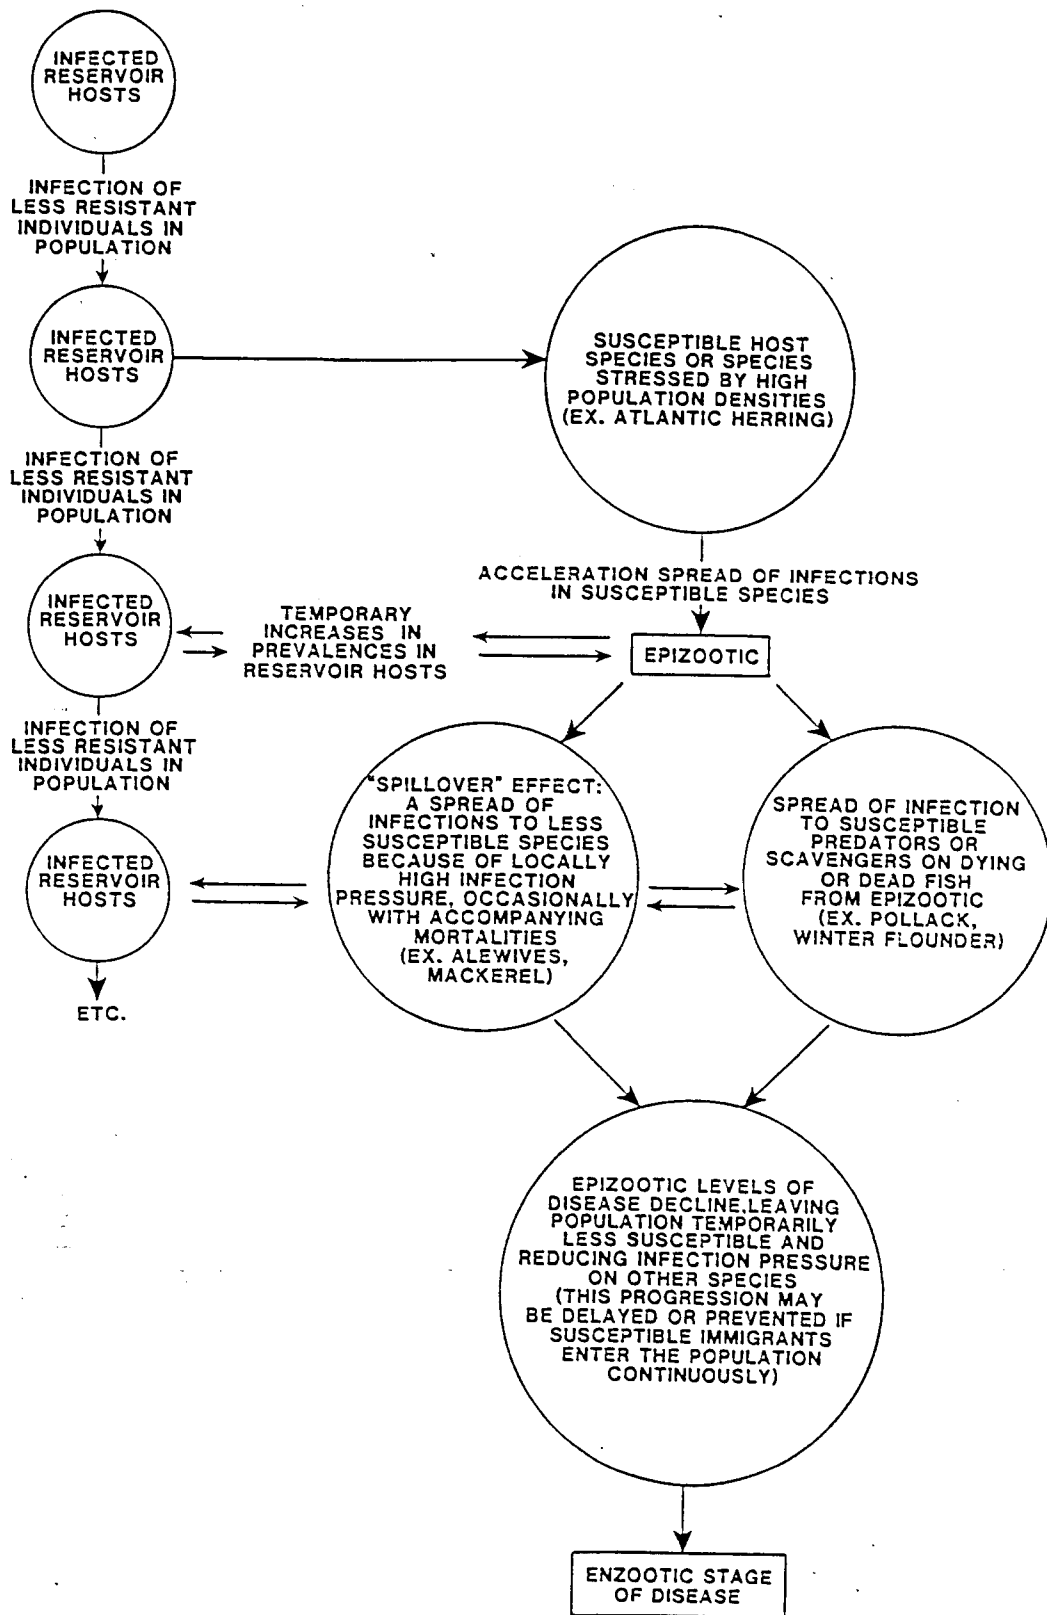 INFECTED
RESERVOIR
HOSTS
INFECTION OF
LESS RESISTANT
INDIVIDUALS IN
POPULATION
INFECTED
RESERVOIR
HOSTS
SUSCEPTIBLE HOST
SPECIES OR SPECIES
STRESSED BY HIGH
POPULATION DENSITIES
(EX. ATLANTIC HERRING)
INFECTION OF
LESS RESISTANT
INDIVIDUALS IN
POPULATION
ACCELERATION SPREAD OF INFECTIONS
IN SUSCEPTIBLE SPECIES
INFECTED
RESERVOIR
HOSTS
TEMPORARY
INCREASES IN
PREVALENCES IN
RESERVOIR HOSTS
EPIZOOTIC
INFECTION OF
LESS RESISTANT
INDIVIDUALS IN
POPULATION
"SPILLOVER" EFFECT:
A SPREAD OF
INFECTIONS TO LESS
SUSCEPTIBLE SPECIES
BECAUSE OF LOCALLY
HIGH INFECTION
PRESSURE, OCCASIONALLY
WITH ACCOMPANYING
MORTALITIES
(EX. ALEWIVES,
MACKEREL)
SPREAD OF INFECTION
TO SUSCEPTIBLE
PREDATORS OR
SCAVENGERS ON DYING
OR DEAD FISH
FROM EPIZOOTIC
(EX. POLLACK,
WINTER FLOUNDER)
INFECTED
RESERVOIR
HOSTS
ETC.
EPIZOOTIC LEVELS OF
DISEASE DECLINE,LEAVING
POPULATION TEMPORARILY
LESS SUSCEPTIBLE AND
REDUCING INFECTION PRESSURE
ON OTHER SPECIES
(THIS PROGRESSION MAY
BE DELAYED OR PREVENTED IF
SUSCEPTIBLE IMMIGRANTS
ENTER THE POPULATION
CONTINUOUSLY)
ENZOOTIC STAGE
OF DISEASE